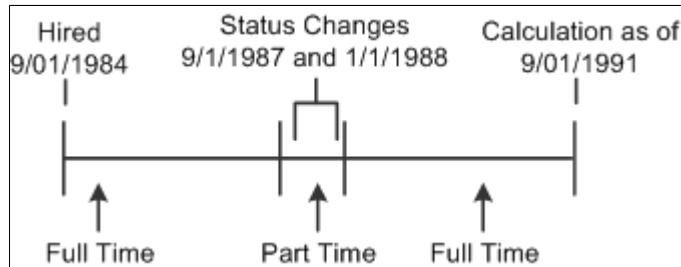 Hired
9/01/1984
Status Changes
9/1/1987 and 1/1/1988
Calculation as of
9/01/1991
Full Time
Part Time
Full Time